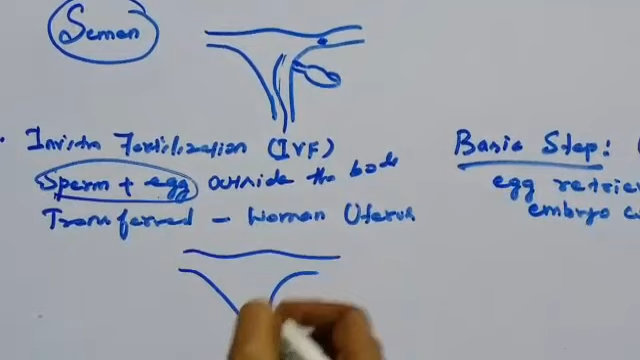 Semen
• Invitro Fertilization (IVF)
Sperm + egg outside the body
Transferred - Woman Uterus
Basic Step:
egg retriev
embryo